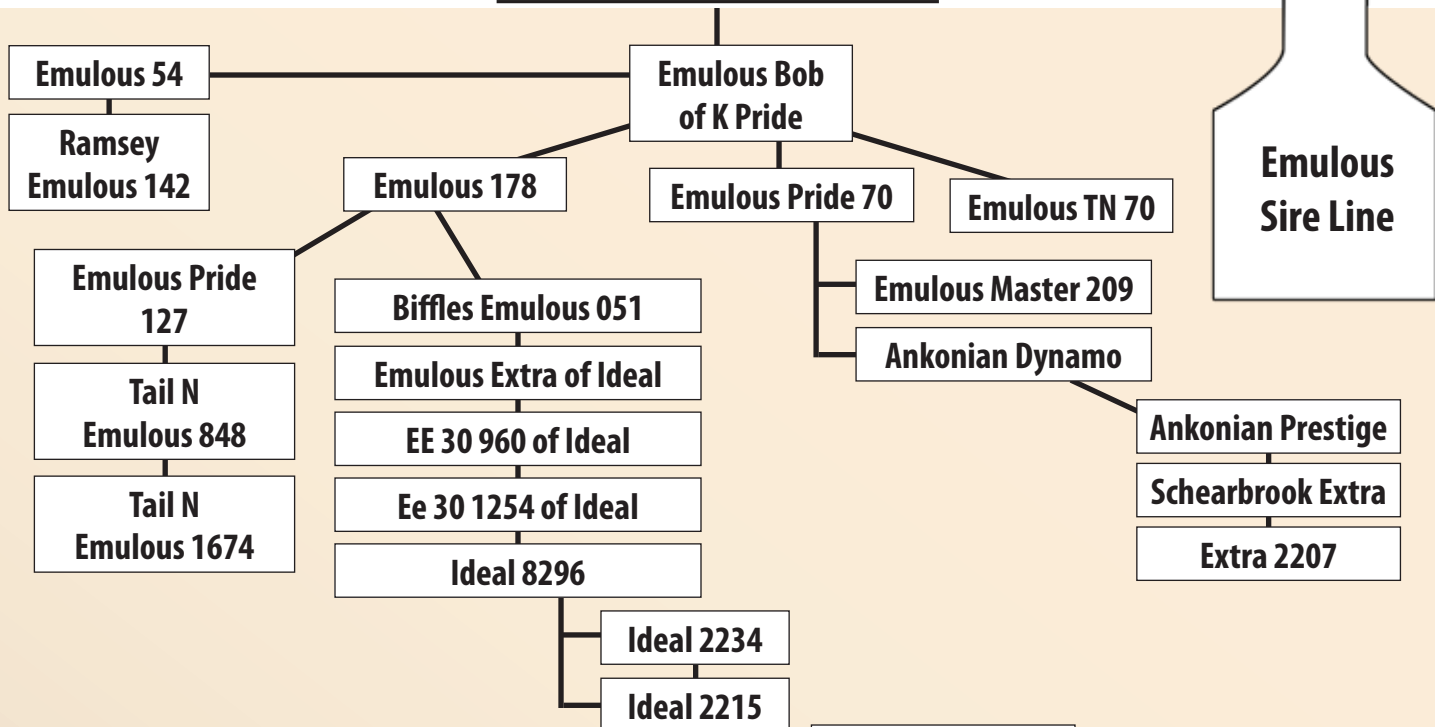 Emulous 54
Ramsey
Emulous 142
Emulous Bob
of K Pride
Emulous 178
Emulous Pride 70
Emulous TN 70
Emulous
Sire Line
Emulous Pride
127
Tail N
Emulous 848
Tail N
Emulous 1674
Biffles Emulous 051
Emulous Extra of Ideal
EE 30 960 of Ideal
Ee 30 1254 of Ideal
Ideal 8296
Ideal 2234
Ideal 2215
Emulous Master 209
Ankonian Dynamo
Ankonian Prestige
Schearbrook Extra
Extra 2207